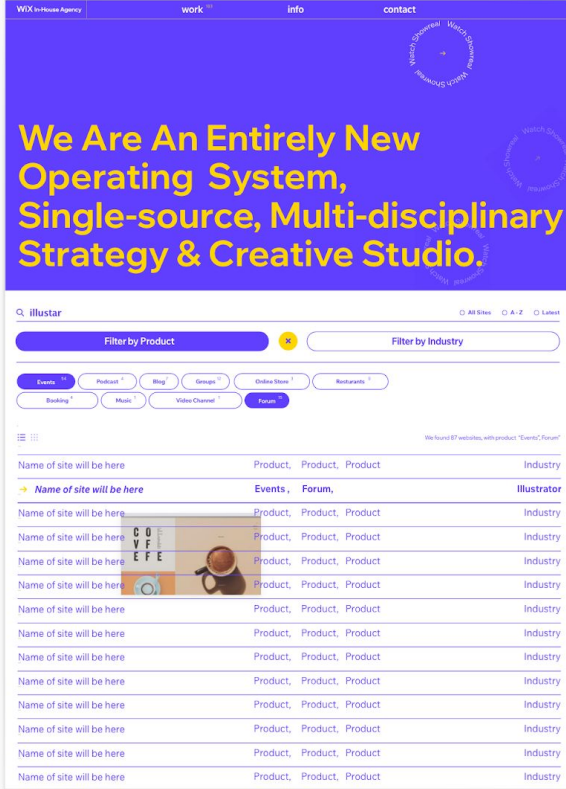 WiX In-House Agency work info contact
Watch Showreal Watch Showreal Watch Showreal
We Are An Entirely New
Operating System,
Single-source, Multi-disciplinary
Strategy & Creative Studio.
illustar All Sites A - Z Latest
Filter by Product × Filter by Industry
Events Podcast Blog Groups Online Store Resturants
Booking Music Video Channel Forum
We found 87 websites, with product "Events", Forum"
Name of site will be here Product, Product, Product Industry
→ Name of site will be here Events, Forum, Illustrator
Name of site will be here Product, Product, Product Industry
Name of site will be here Product, Product, Product Industry
Name of site will be here Product, Product, Product Industry
Name of site will be here Product, Product, Product Industry
Name of site will be here Product, Product, Product Industry
Name of site will be here Product, Product, Product Industry
Name of site will be here Product, Product, Product Industry
Name of site will be here Product, Product, Product Industry
Name of site will be here Product, Product, Product Industry
Name of site will be here Product, Product, Product Industry
Name of site will be here Product, Product, Product Industry
Name of site will be here Product, Product, Product Industry
C O
V F
E F E